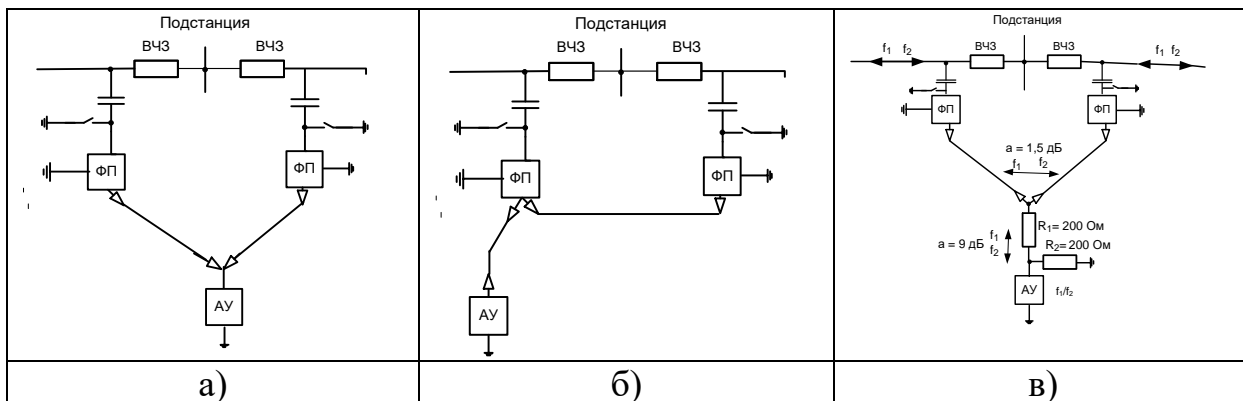 Подстанция
ВЧЗ ВЧЗ
ФП ФП
АУ
а)
Подстанция
ВЧЗ ВЧЗ
ФП ФП
АУ
б)
Подстанция
f₁ f₂ ВЧЗ ВЧЗ f₁ f₂
ФП ФП
a = 1,5 дБ
f₁ f₂
R₁= 200 Ом
a = 9 дБ f₁ f₂
R₂= 200 Ом
АУ f₁/f₂
в)